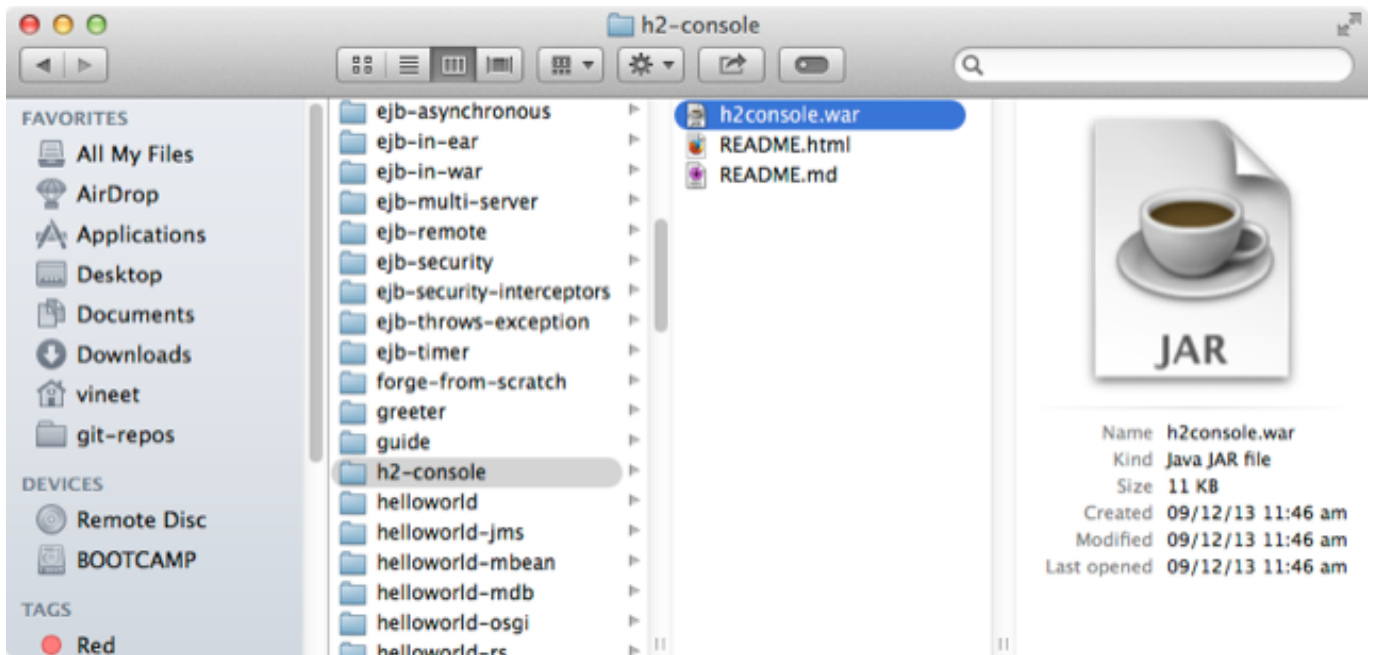 h2-console
FAVORITES
All My Files
AirDrop
Applications
Desktop
Documents
Downloads
vineet
git-repos
DEVICES
Remote Disc
BOOTCAMP
TAGS
Red
ejb-asynchronous
ejb-in-ear
ejb-in-war
ejb-multi-server
ejb-remote
ejb-security
ejb-security-interceptors
ejb-throws-exception
ejb-timer
forge-from-scratch
greeter
guide
h2-console
helloworld
helloworld-jms
helloworld-mbean
helloworld-mdb
helloworld-osgi
helloworld-rs
h2console.war
README.html
README.md
JAR
Name h2console.war
Kind Java JAR file
Size 11 KB
Created 09/12/13 11:46 am
Modified 09/12/13 11:46 am
Last opened 09/12/13 11:46 am